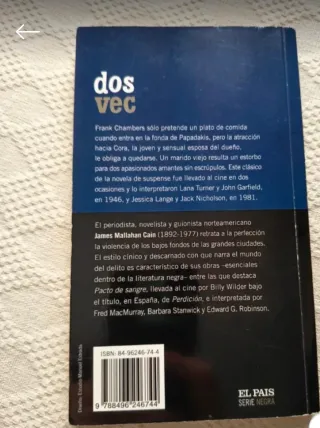 dos
vec
Frank Chambers sólo pretende un plato de comida
cuando entra en la fonda de Papadakis, pero la atracción
hacia Cora, la joven y sensual esposa del dueño,
le obliga a quedarse. Un marido viejo resulta un estorbo
para dos apasionados amantes sin escrúpulos. Este clásico
de la novela de suspense fue llevado al cine en dos
ocasiones y lo interpretaron Lana Turner y John Garfield,
en 1946, y Jessica Lange y Jack Nicholson, en 1981.
El periodista, novelista y guionista norteamericano
James Mallahan Cain (1892-1977) retrata a la perfección
la violencia de los bajos fondos de las grandes ciudades.
El estilo cínico y descarnado con que narra el mundo
del delito es característico de sus obras -esenciales
dentro de la literatura negra- entre las que destaca
Pacto de sangre, llevada al cine por Billy Wilder bajo
el título, en España, de Perdición, e interpretada por
Fred MacMurray, Barbara Stanwick y Edward G. Robinson.
ISBN: 84-96246-74-4
9 788496 246744
EL PAIS
SERIE NEGRA
Diseño: Estudio Manuel Estrada